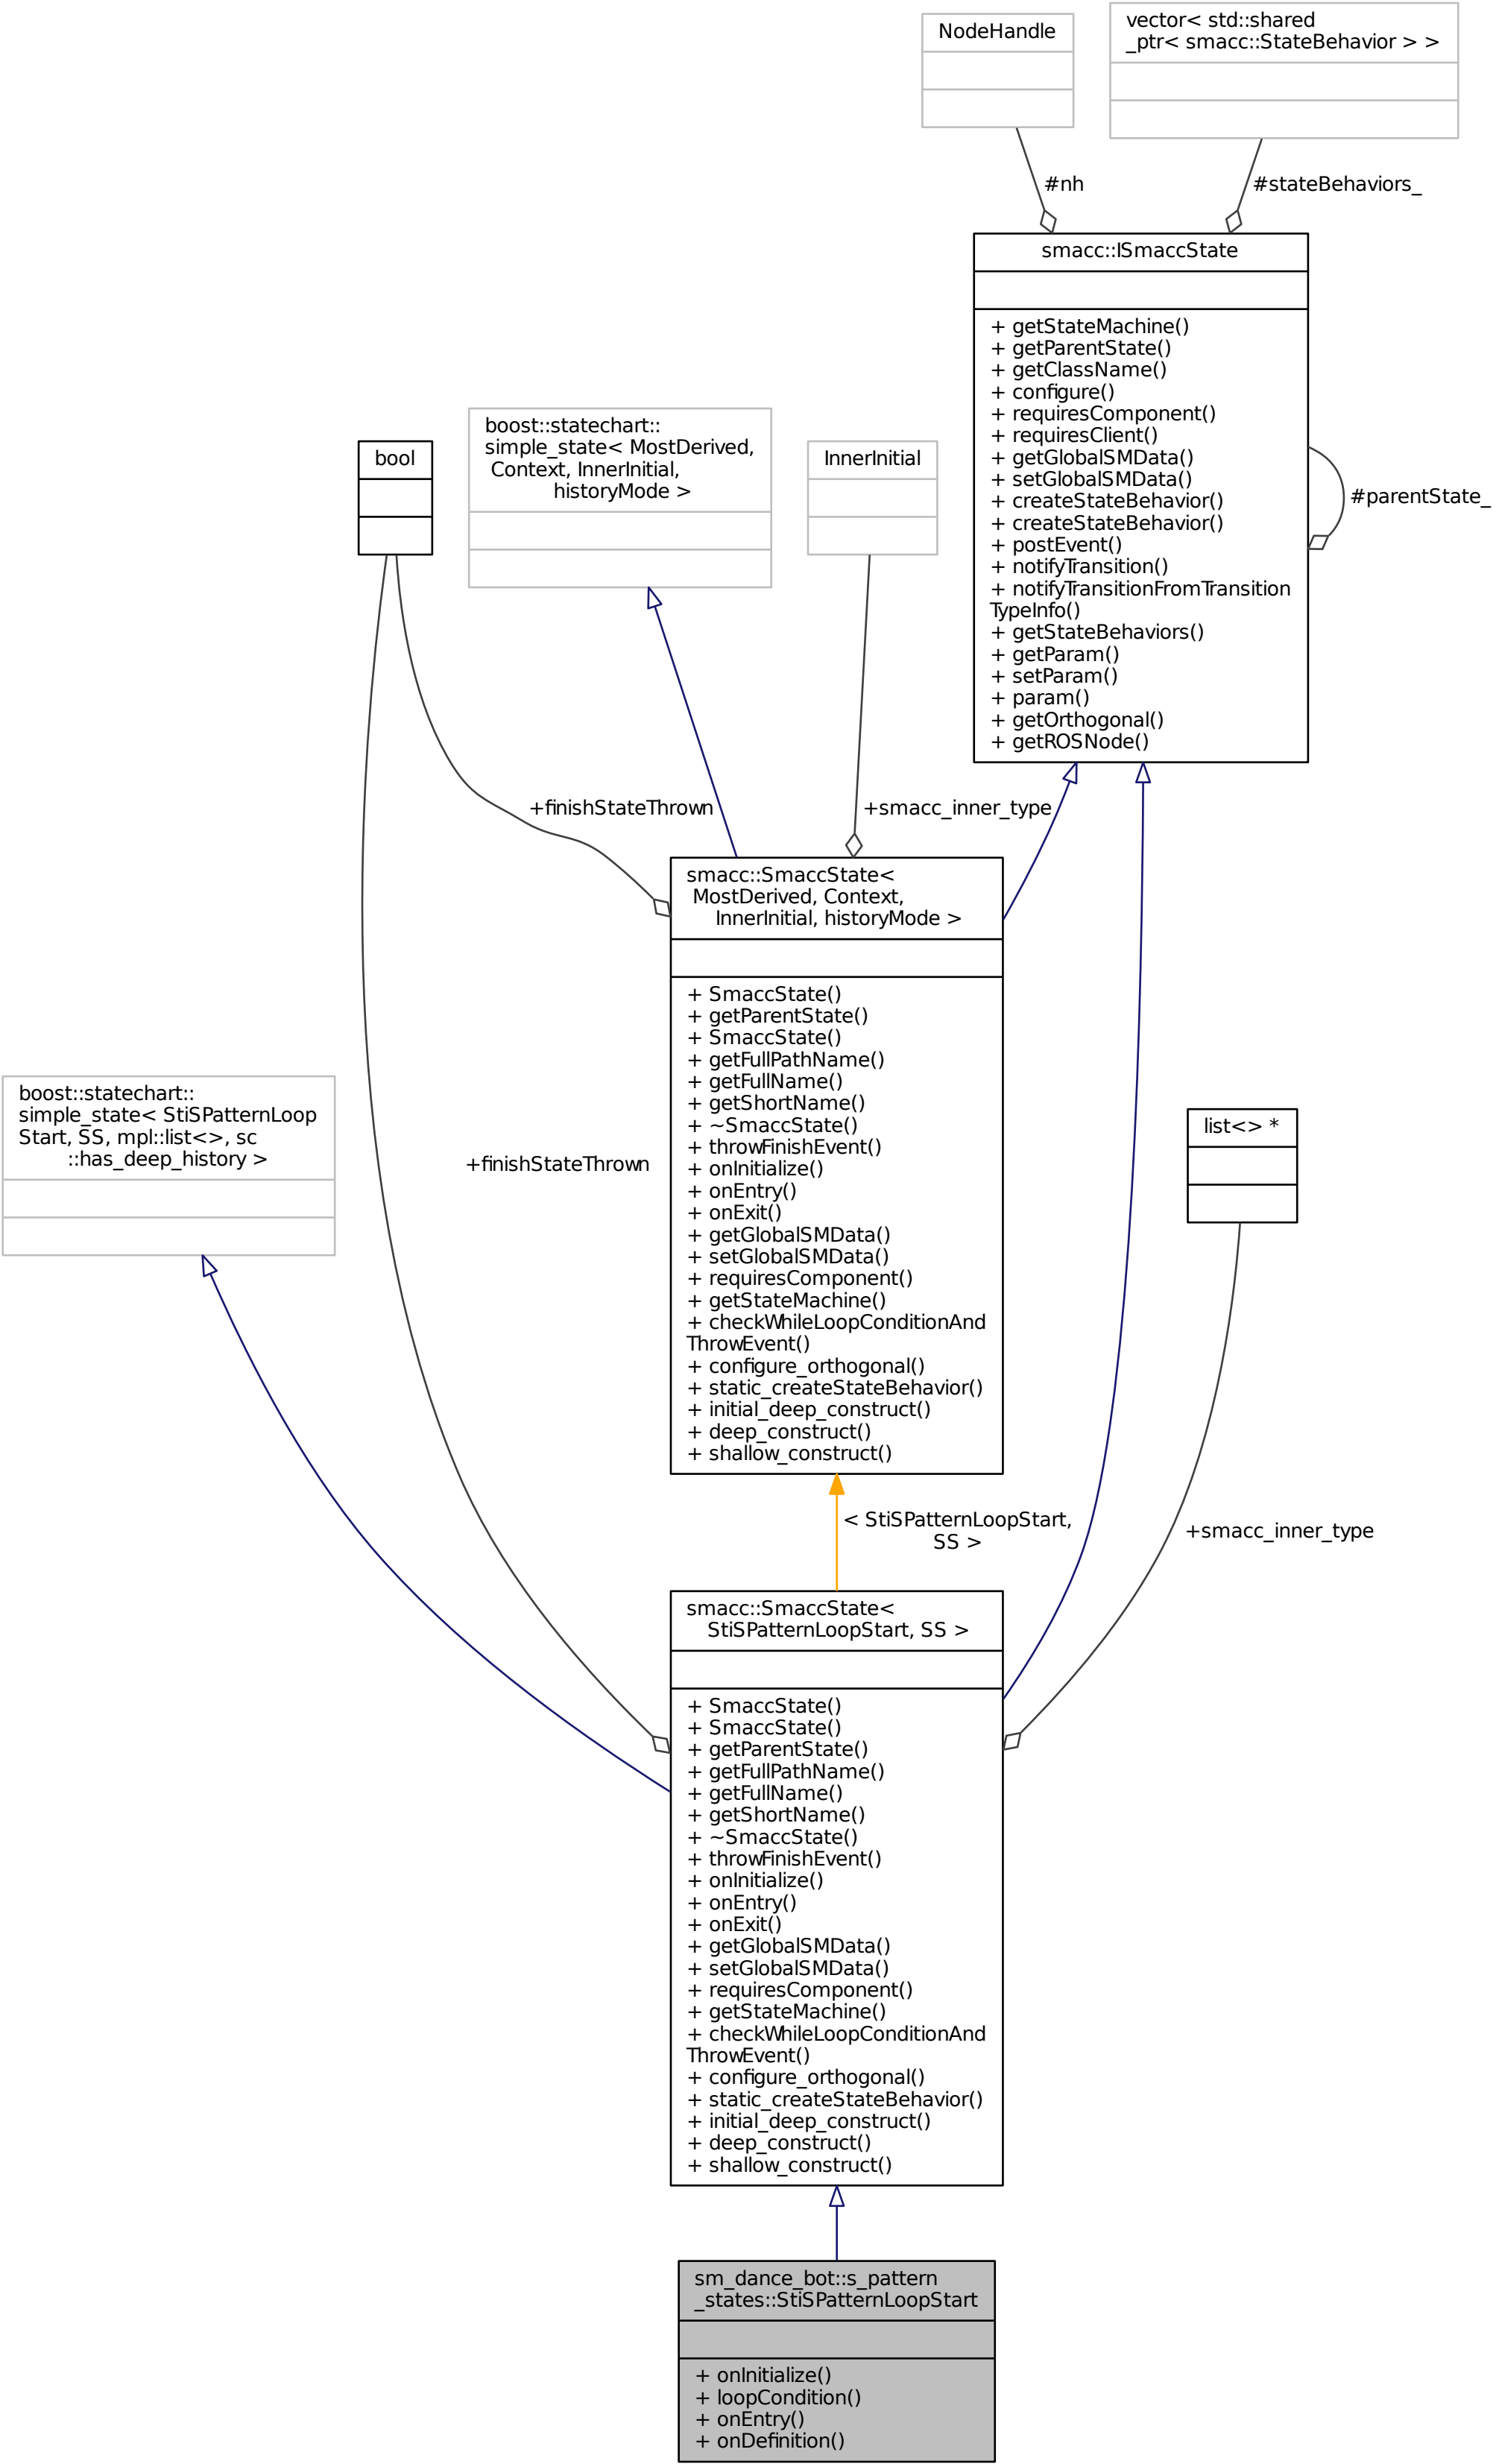 NodeHandle
vector< std::shared
_ptr< smacc::StateBehavior > >
#nh
#stateBehaviors_
smacc::ISmaccState
+ getStateMachine()
+ getParentState()
+ getClassName()
+ configure()
+ requiresComponent()
+ requiresClient()
+ getGlobalSMData()
+ setGlobalSMData()
+ createStateBehavior()
+ createStateBehavior()
+ postEvent()
+ notifyTransition()
+ notifyTransitionFromTransition
TypeInfo()
+ getStateBehaviors()
+ getParam()
+ setParam()
+ param()
+ getOrthogonal()
+ getROSNode()
#parentState_
bool
boost::statechart::
simple_state< MostDerived,
Context, InnerInitial,
historyMode >
InnerInitial
+finishStateThrown
+smacc_inner_type
smacc::SmaccState<
MostDerived, Context,
InnerInitial, historyMode >
+ SmaccState()
+ getParentState()
+ SmaccState()
+ getFullPathName()
+ getFullName()
+ getShortName()
+ ~SmaccState()
+ throwFinishEvent()
+ onInitialize()
+ onEntry()
+ onExit()
+ getGlobalSMData()
+ setGlobalSMData()
+ requiresComponent()
+ getStateMachine()
+ checkWhileLoopConditionAnd
ThrowEvent()
+ configure_orthogonal()
+ static_createStateBehavior()
+ initial_deep_construct()
+ deep_construct()
+ shallow_construct()
boost::statechart::
simple_state< StiSPatternLoop
Start, SS, mpl::list<>, sc
::has_deep_history >
+finishStateThrown
list<> *
< StiSPatternLoopStart,
SS >
+smacc_inner_type
smacc::SmaccState<
StiSPatternLoopStart, SS >
+ SmaccState()
+ SmaccState()
+ getParentState()
+ getFullPathName()
+ getFullName()
+ getShortName()
+ ~SmaccState()
+ throwFinishEvent()
+ onInitialize()
+ onEntry()
+ onExit()
+ getGlobalSMData()
+ setGlobalSMData()
+ requiresComponent()
+ getStateMachine()
+ checkWhileLoopConditionAnd
ThrowEvent()
+ configure_orthogonal()
+ static_createStateBehavior()
+ initial_deep_construct()
+ deep_construct()
+ shallow_construct()
sm_dance_bot::s_pattern
_states::StiSPatternLoopStart
+ onInitialize()
+ loopCondition()
+ onEntry()
+ onDefinition()